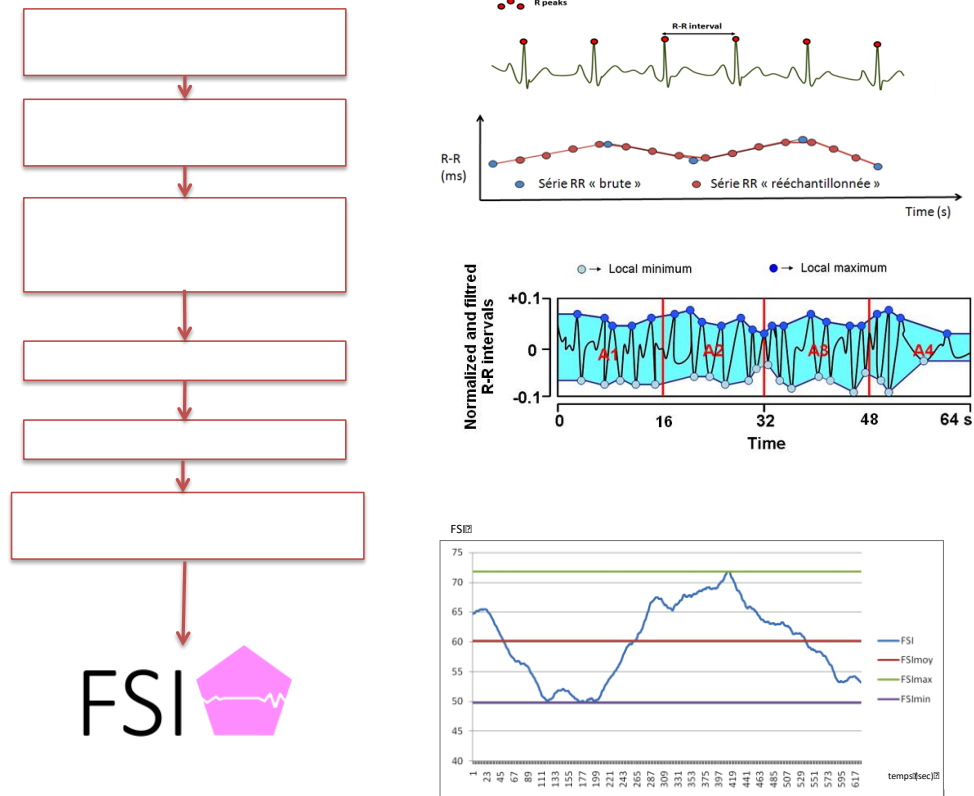 R peaks
R-R interval
R-R
(ms)
Série RR « brute »
Série RR « rééchantillonnée »
Time (s)
Local minimum
Local maximum
Normalized and filtred
R-R intervals
+0.1
0
-0.1
A1
A2
A3
A4
0
16
32
48
64 s
Time
FSI
FSI
75
70
65
60
55
50
45
40
FSI
FSImoy
FSImax
FSImin
1 23 45 67 89 111 133 155 177 199 221 243 265 287 309 331 353 375 397 419 441 463 485 507 529 551 573 595 617
temps (sec)